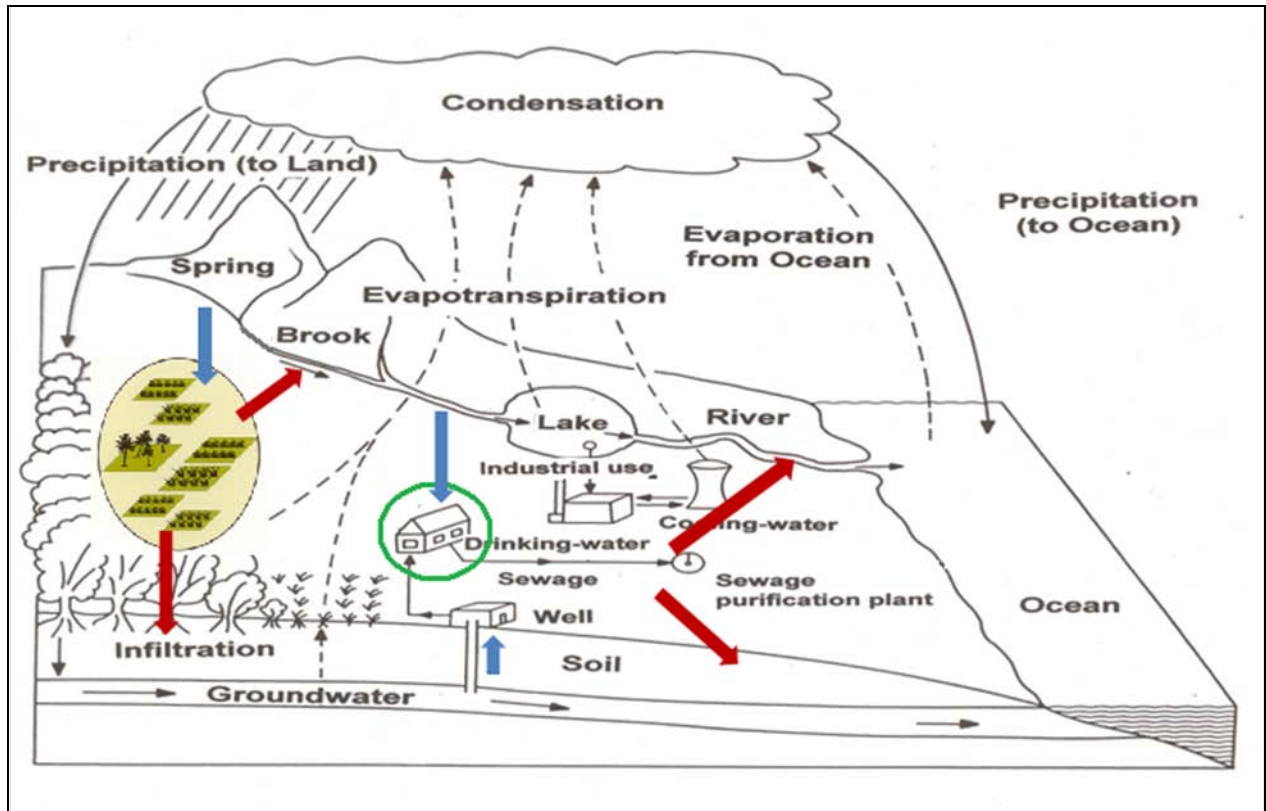 Condensation
Precipitation (to Land)
Precipitation
(to Ocean)
Evaporation
from Ocean
Spring
Evapotranspiration
Brook
Lake
River
Industrial use
Cooling-water
Drinking-water
Sewage
Sewage
purification plant
Ocean
Well
Infiltration
Soil
Groundwater